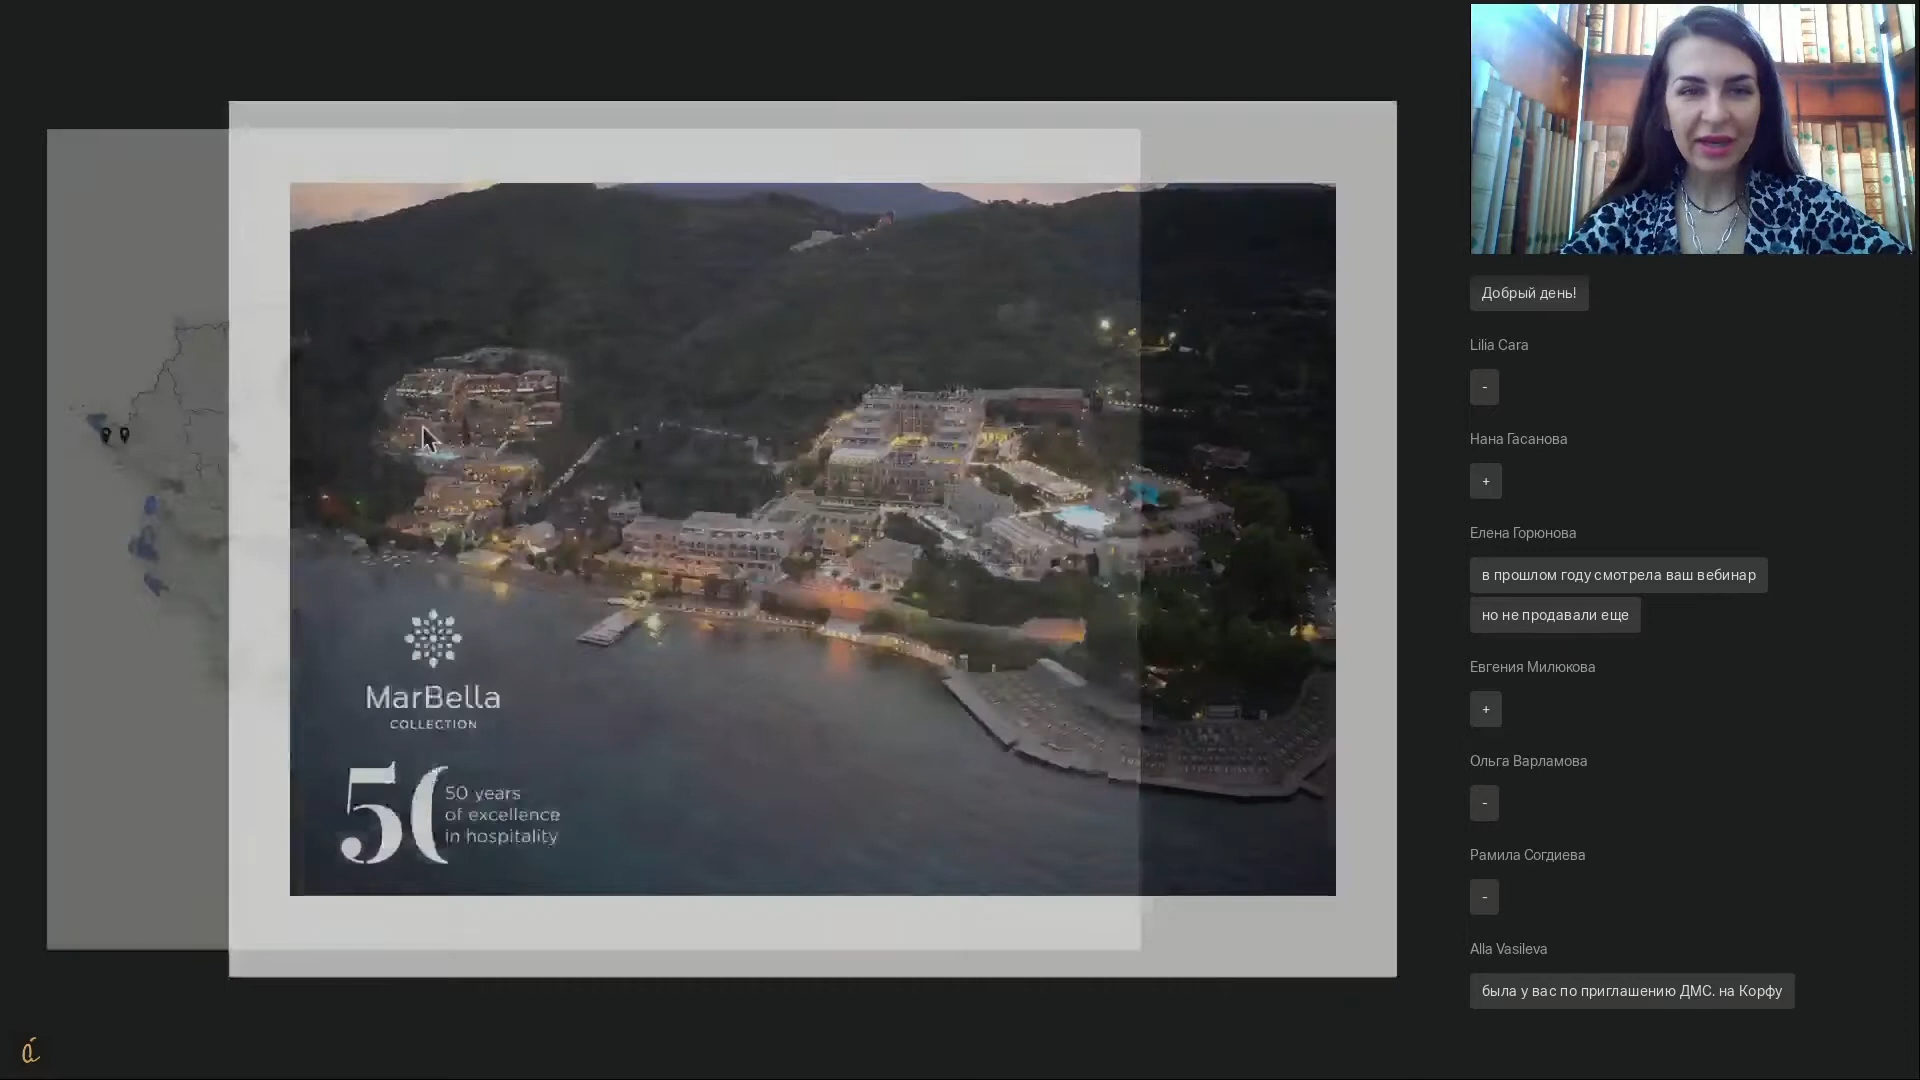 MarBella
COLLECTION
50
50 years
of excellence
in hospitality
Добрый день!
Lilia Cara
-
Нана Гасанова
+
Елена Горюнова
в прошлом году смотрела ваш вебинар
но не продавали еще
Евгения Милюкова
+
Ольга Варламова
-
Рамила Согдиева
-
Alla Vasileva
была у вас по приглашению ДМС. на Корфу
á